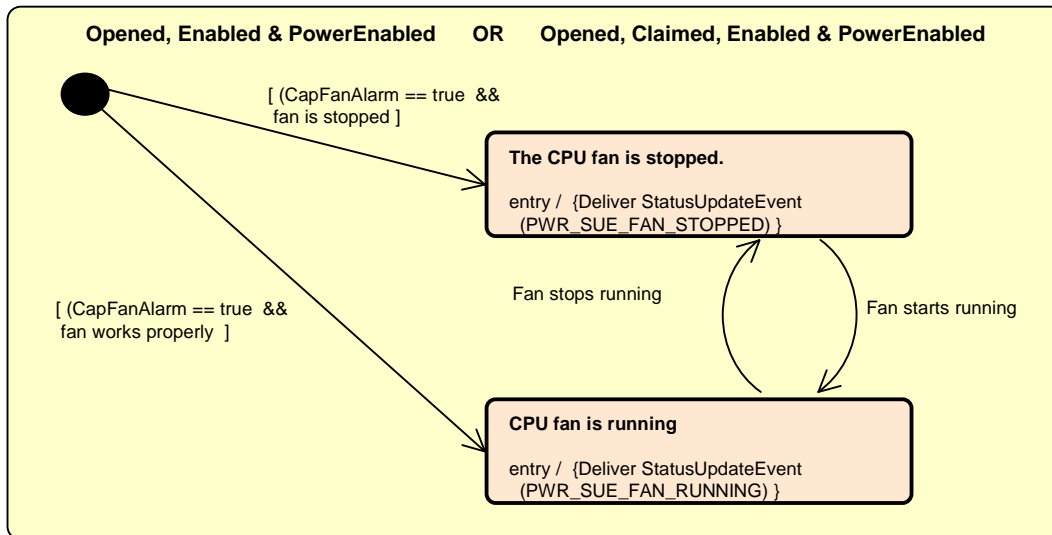 Opened, Enabled & PowerEnabled OR Opened, Claimed, Enabled & PowerEnabled
[ (CapFanAlarm == true &&
fan is stopped ]
The CPU fan is stopped.
entry / {Deliver StatusUpdateEvent
(PWR_SUE_FAN_STOPPED) }
Fan stops running
Fan starts running
[ (CapFanAlarm == true &&
fan works properly ]
CPU fan is running
entry / {Deliver StatusUpdateEvent
(PWR_SUE_FAN_RUNNING) }